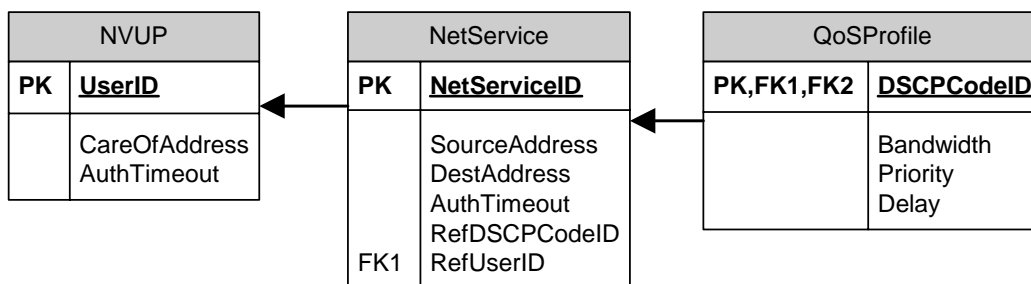 NVUP
PK UserID
CareOfAddress
AuthTimeout
NetService
PK NetServiceID
SourceAddress
DestAddress
AuthTimeout
RefDSCPCodeID
FK1 RefUserID
QoSProfile
PK,FK1,FK2 DSCPCodeID
Bandwidth
Priority
Delay